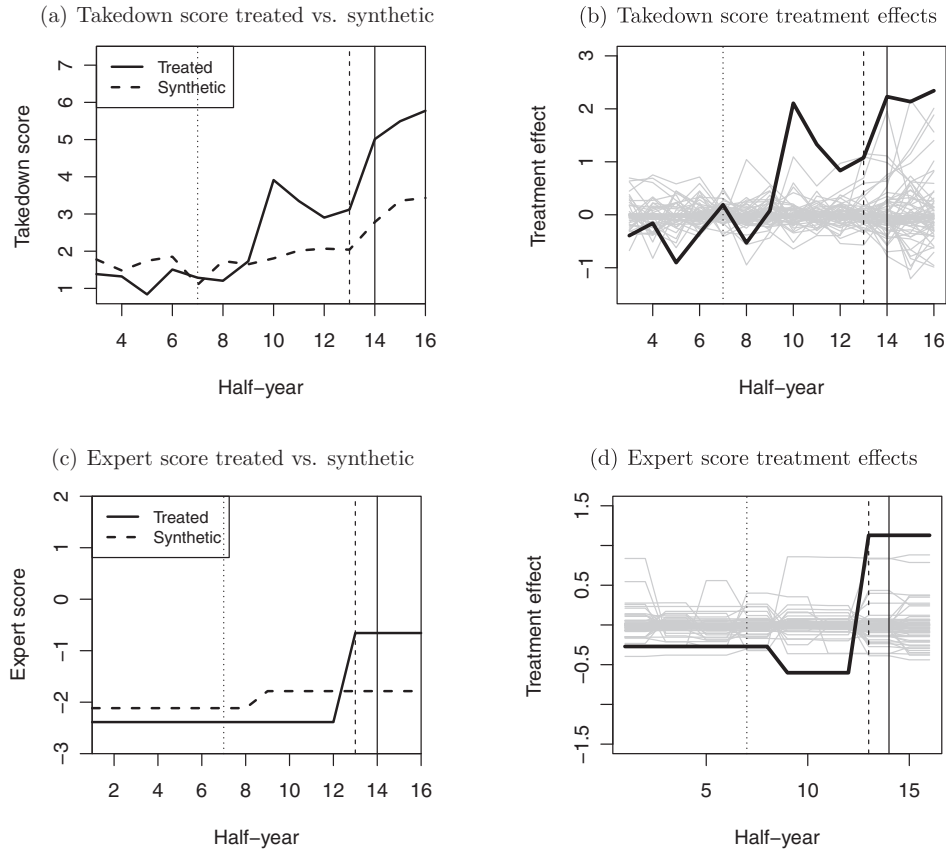 (a) Takedown score treated vs. synthetic
Takedown score
7
6
5
4
3
2
1
Treated
Synthetic
4 6 8 10 12 14 16
Half−year
(b) Takedown score treatment effects
Treatment effect
3
2
1
0
−1
4 6 8 10 12 14 16
Half−year
(c) Expert score treated vs. synthetic
Expert score
2
1
0
−1
−2
−3
Treated
Synthetic
2 4 6 8 10 12 14 16
Half−year
(d) Expert score treatment effects
Treatment effect
1.5
0.5
−0.5
−1.5
5 10 15
Half−year